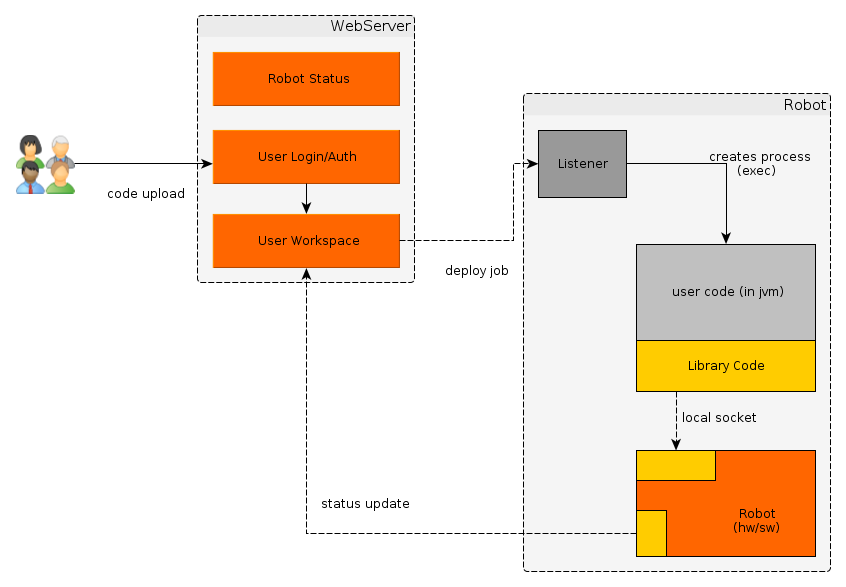 WebServer
Robot Status
User Login/Auth
code upload
User Workspace
deploy job
Robot
Listener
creates process
(exec)
user code (in jvm)
Library Code
local socket
Robot
(hw/sw)
status update